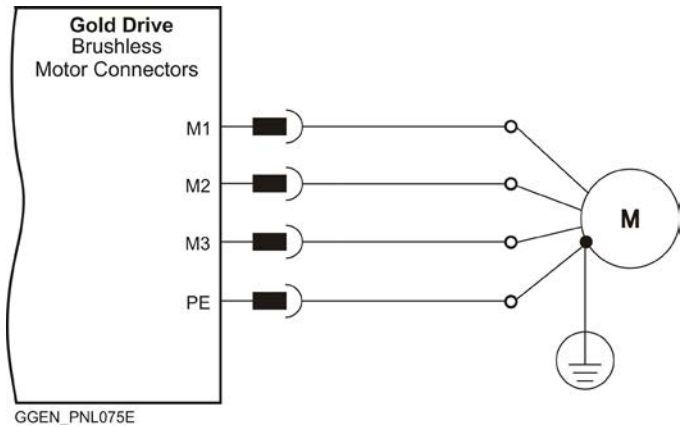 Gold Drive
Brushless
Motor Connectors
M1
M2
M3
PE
M
GGEN_PNL075E